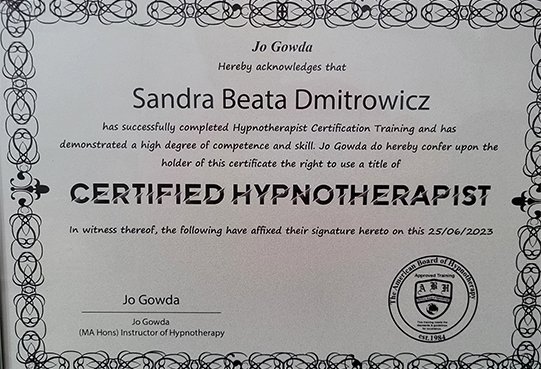 Jo Gowda
Hereby acknowledges that
Sandra Beata Dmitrowicz
has successfully completed Hypnotherapist Certification Training and has
demonstrated a high degree of competence and skill. Jo Gowda do hereby confer upon the
holder of this certificate the right to use a title of
CERTIFIED HYPNOTHERAPIST
In witness thereof, the following have affixed their signature hereto on this 25/06/2023
Jo Gowda
Jo Gowda
(MA Hons) Instructor of Hypnotherapy
The American Board of Hypnotherapy
Approved Training
A B H
est.1984